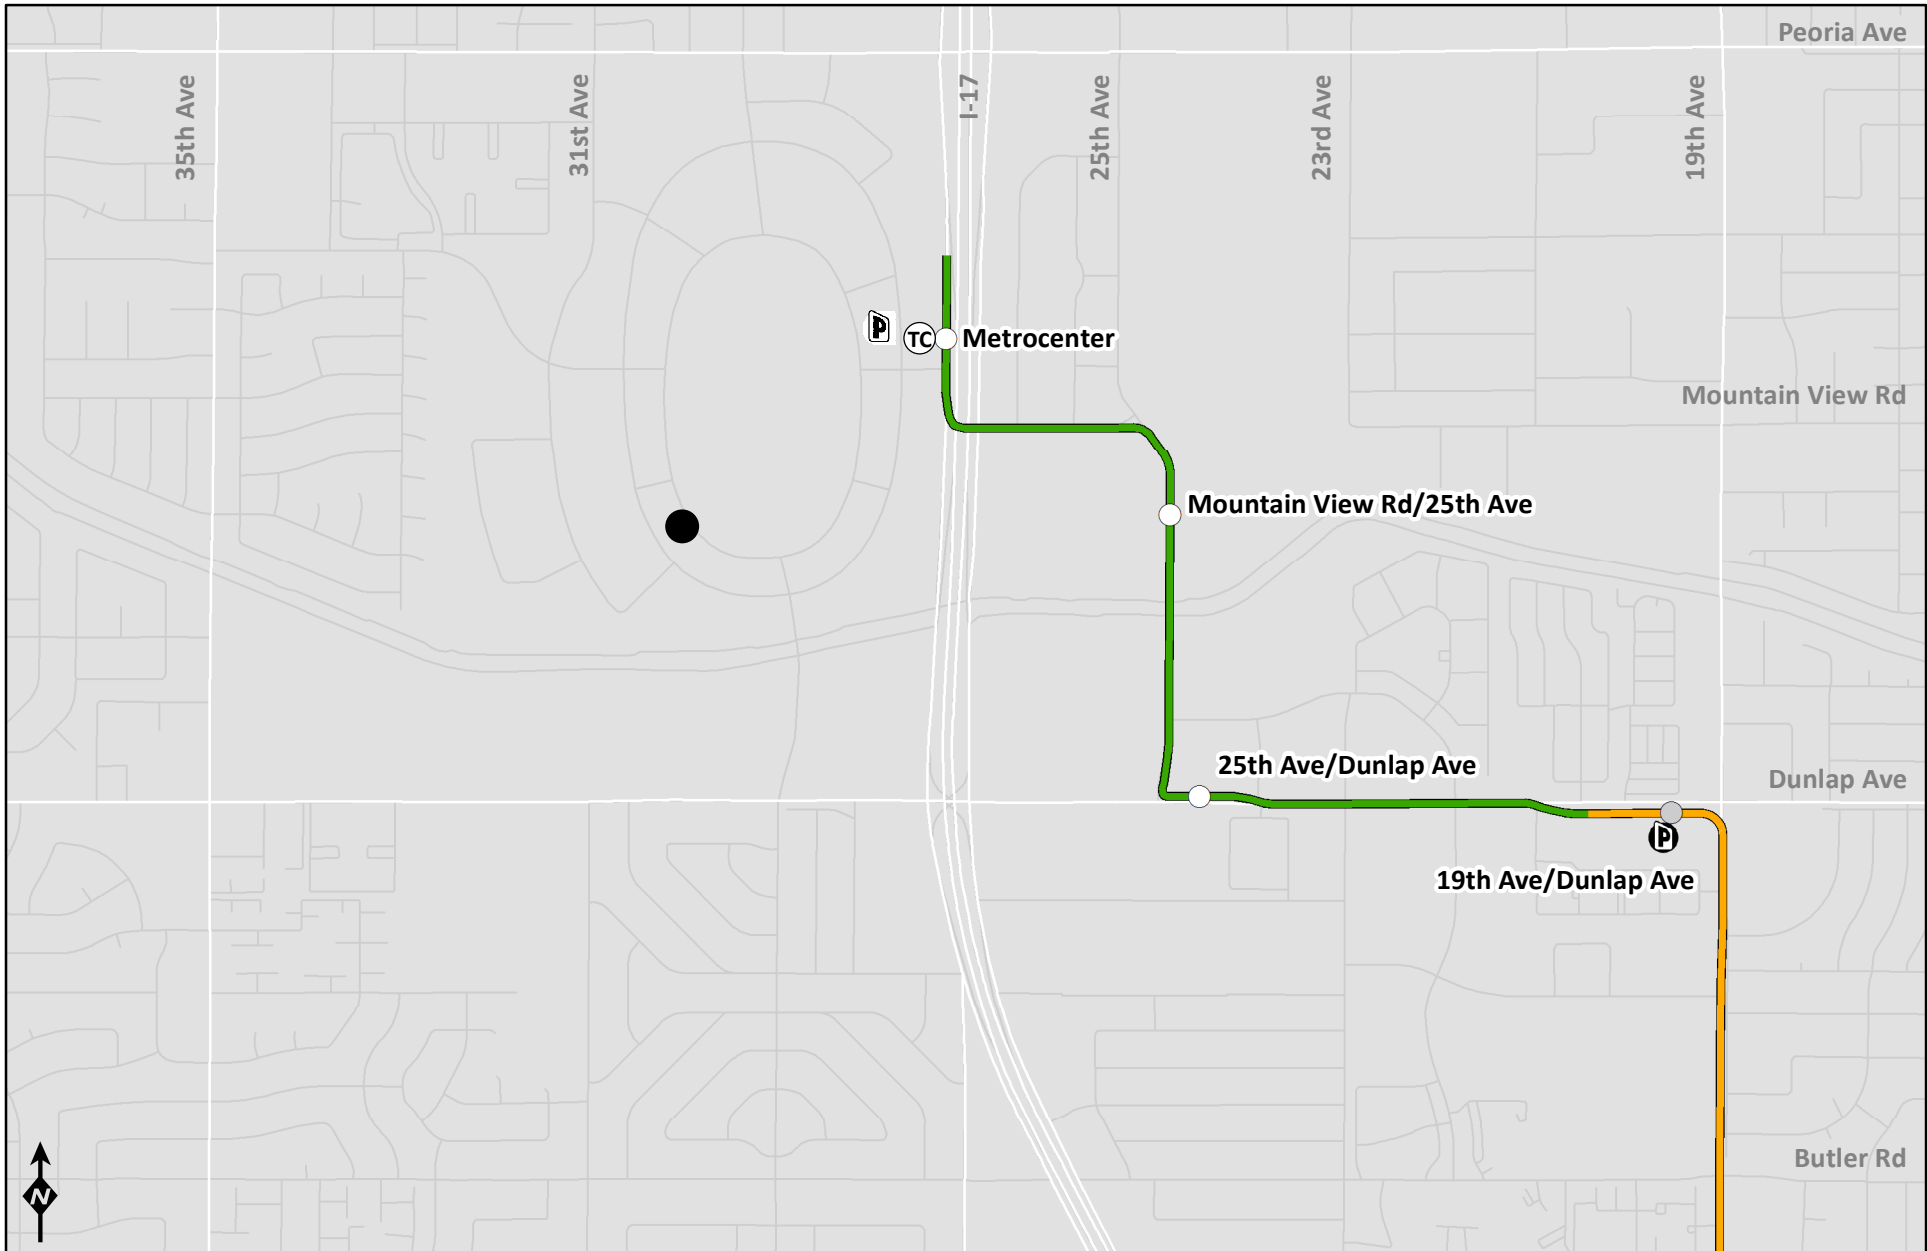 Peoria Ave
35th Ave
31st Ave
I-17
25th Ave
23rd Ave
19th Ave
P
TC
Metrocenter
Mountain View Rd
Mountain View Rd/25th Ave
25th Ave/Dunlap Ave
Dunlap Ave
P
19th Ave/Dunlap Ave
Butler Rd
N